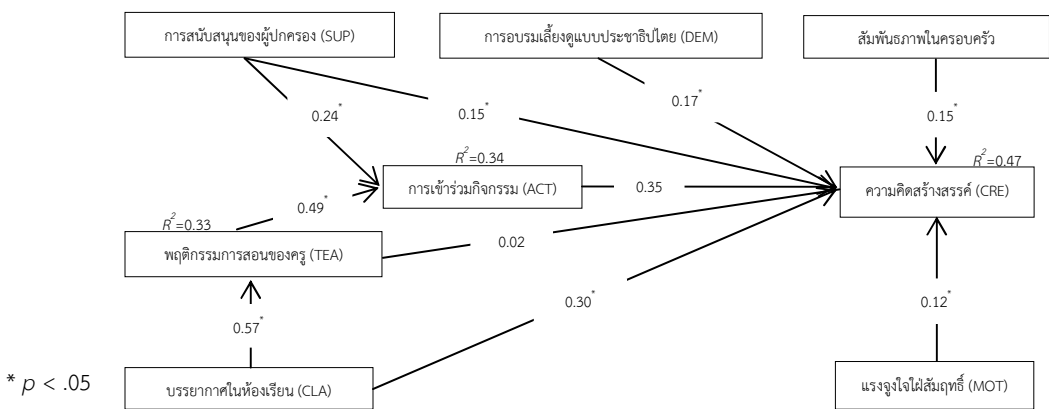 การสนับสนุนของผู้ปกครอง (SUP)
การอบรมเลี้ยงดูแบบประชาธิปไตย (DEM)
สัมพันธภาพในครอบครัว
0.24*
0.15*
0.17*
0.15*
R²=0.34
R²=0.47
การเข้าร่วมกิจกรรม (ACT)
0.35
ความคิดสร้างสรรค์ (CRE)
0.49*
R²=0.33
พฤติกรรมการสอนของครู (TEA)
0.02
0.57*
0.30*
0.12*
* p < .05
บรรยากาศในห้องเรียน (CLA)
แรงจูงใจใฝ่สัมฤทธิ์ (MOT)